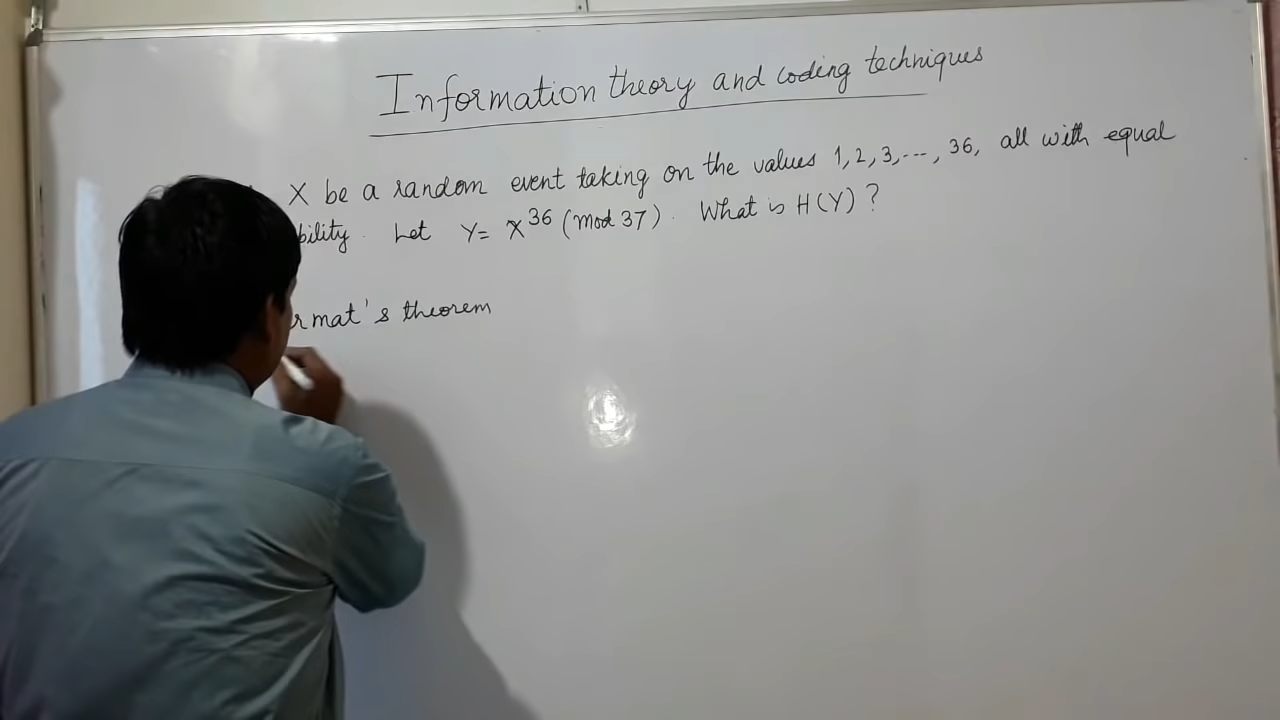 Information theory and coding techniques
X be a random event taking on the values 1, 2, 3, ---, 36, all with equal
bility. Let Y= X^36 (mod 37). What is H(Y) ?
rmat's theorem